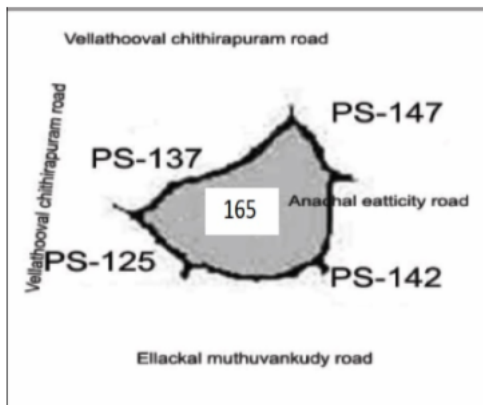 Vellathooval chithirapuram road
Vellathooval chithirapuram road
PS-147
PS-137
165
Anachal eatticity road
PS-125
PS-142
Ellackal muthuvankudy road